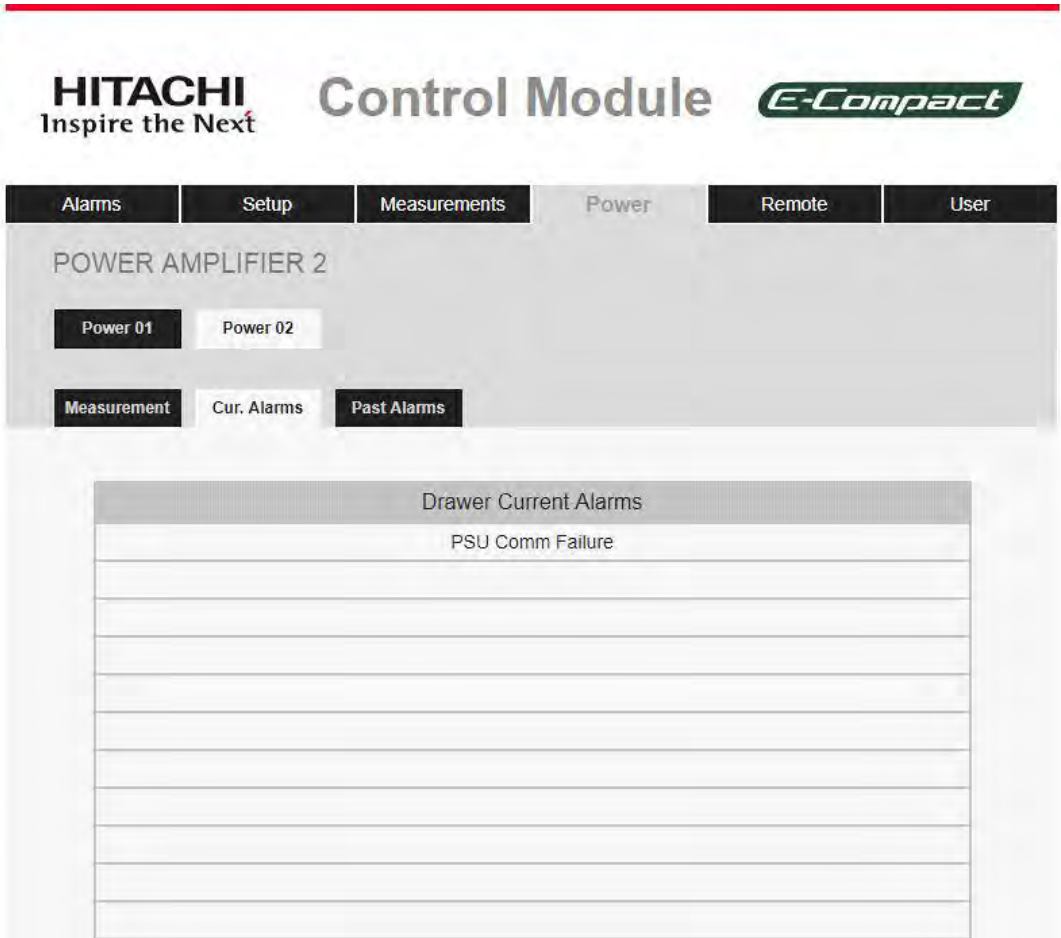 HITACHI
Inspire the Next
Control Module
E-Compact
Alarms Setup Measurements Power Remote User
POWER AMPLIFIER 2
Power 01 Power 02
Measurement Cur. Alarms Past Alarms
Drawer Current Alarms
PSU Comm Failure